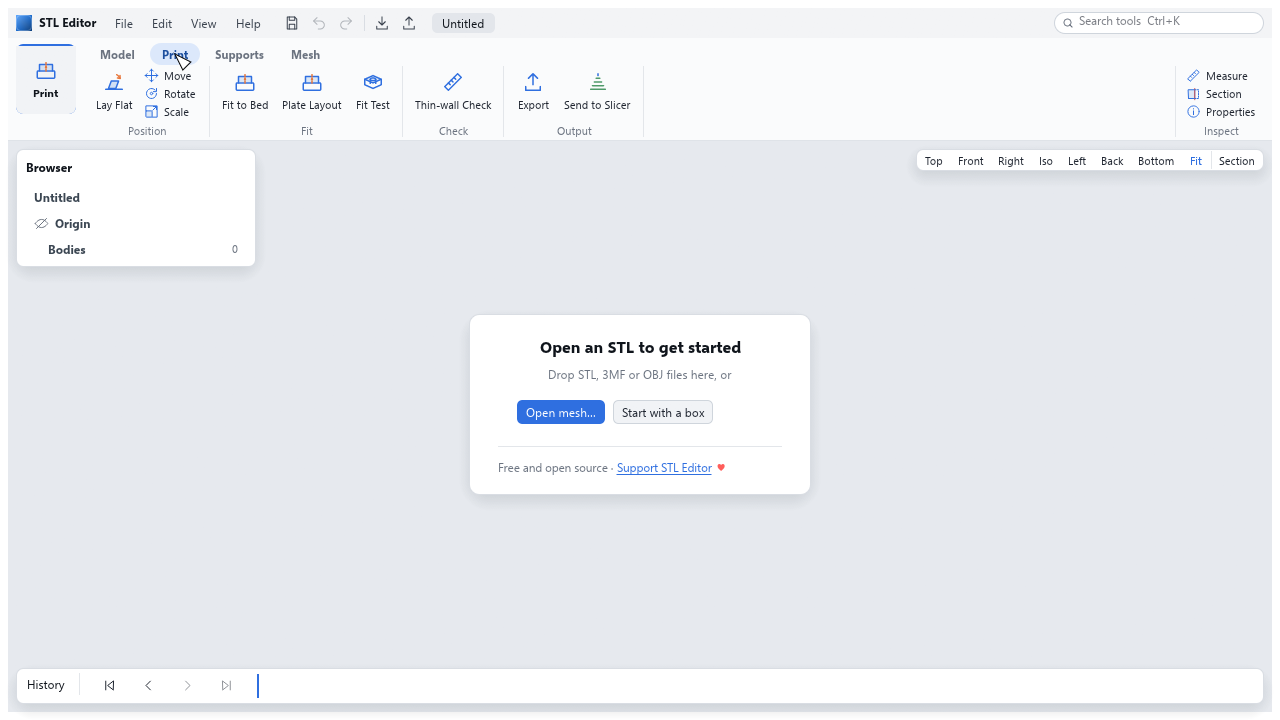 STL Editor File Edit View Help Untitled Search tools Ctrl+K
Model Print Supports Mesh
Print
Lay Flat Move Rotate Scale
Position
Fit to Bed Plate Layout Fit Test
Fit
Thin-wall Check
Check
Export Send to Slicer
Output
Measure
Section
Properties
Inspect
Browser
Untitled
Origin
Bodies 0
Top Front Right Iso Left Back Bottom Fit Section
Open an STL to get started
Drop STL, 3MF or OBJ files here, or
Open mesh... Start with a box
Free and open source · Support STL Editor ♥
History